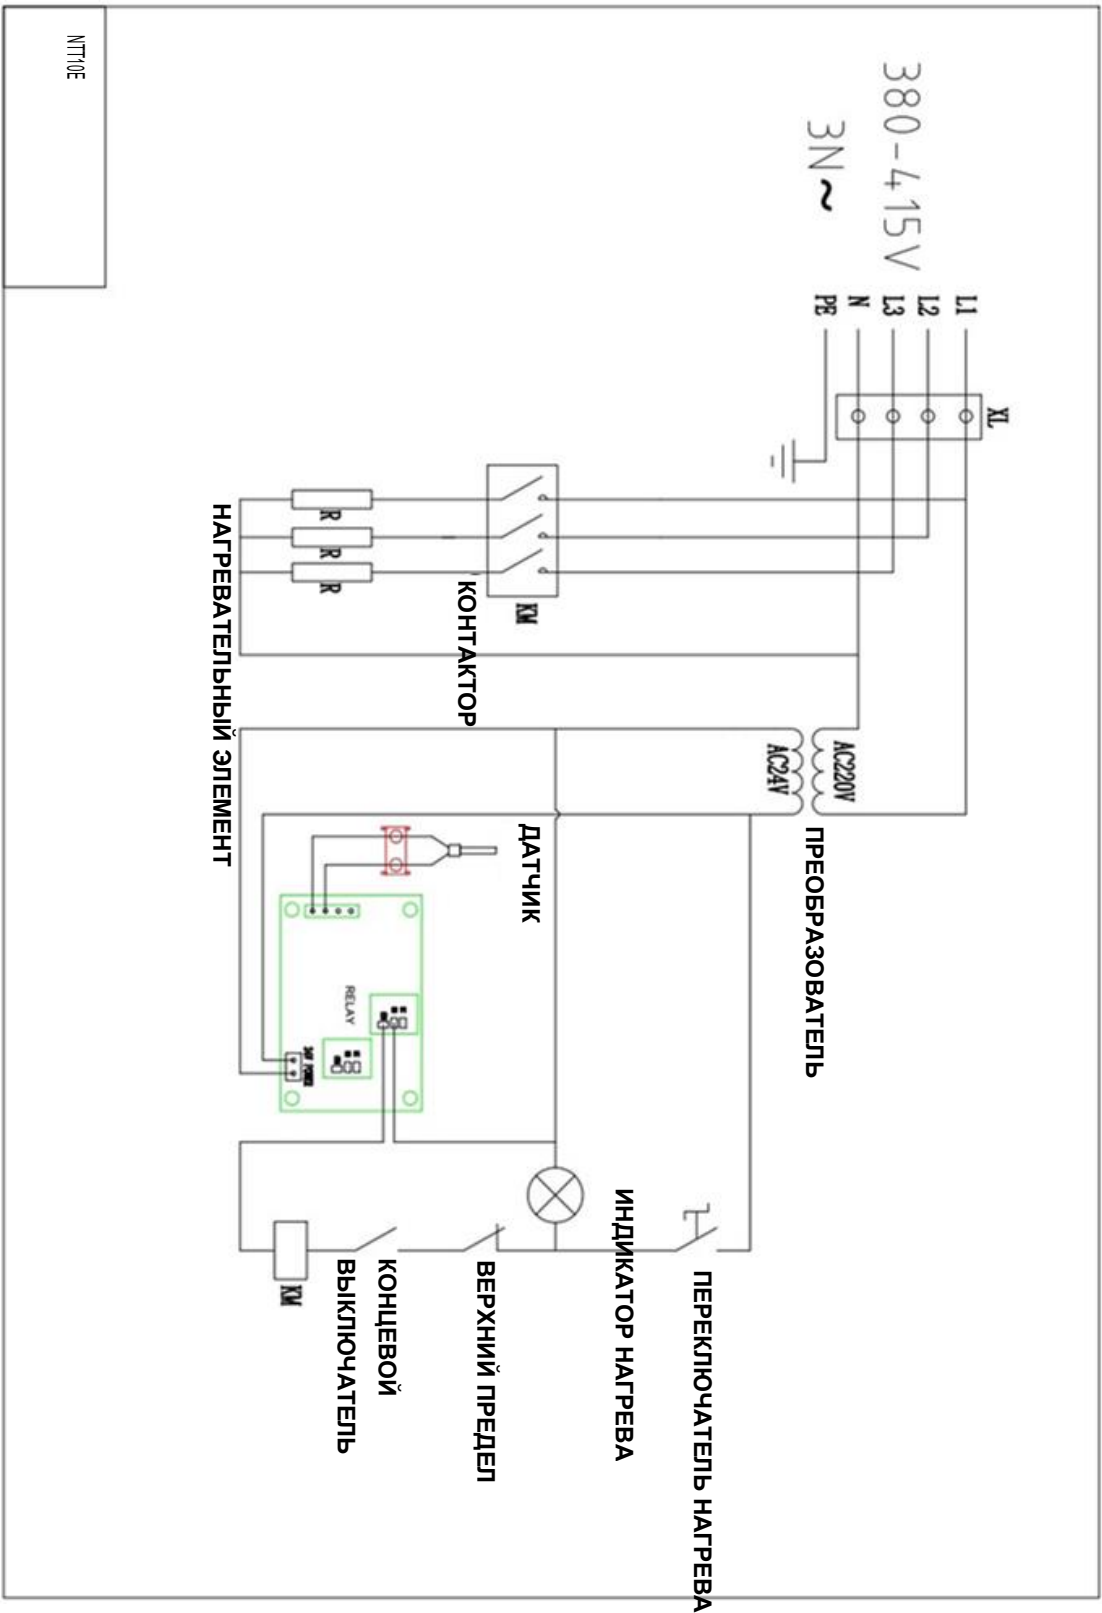 380-415V
3N~
L1
L2
L3
N
PE
XL
AC220V
AC24V
ПРЕОБРАЗОВАТЕЛЬ
KM
КОНТАКТОР
R
R
R
НАГРЕВАТЕЛЬНЫЙ ЭЛЕМЕНТ
ДАТЧИК
RELAY
24V POWER
ПЕРЕКЛЮЧАТЕЛЬ НАГРЕВА
ИНДИКАТОР НАГРЕВА
ВЕРХНИЙ ПРЕДЕЛ
КОНЦЕВОЙ
ВЫКЛЮЧАТЕЛЬ
KM
NTT10E